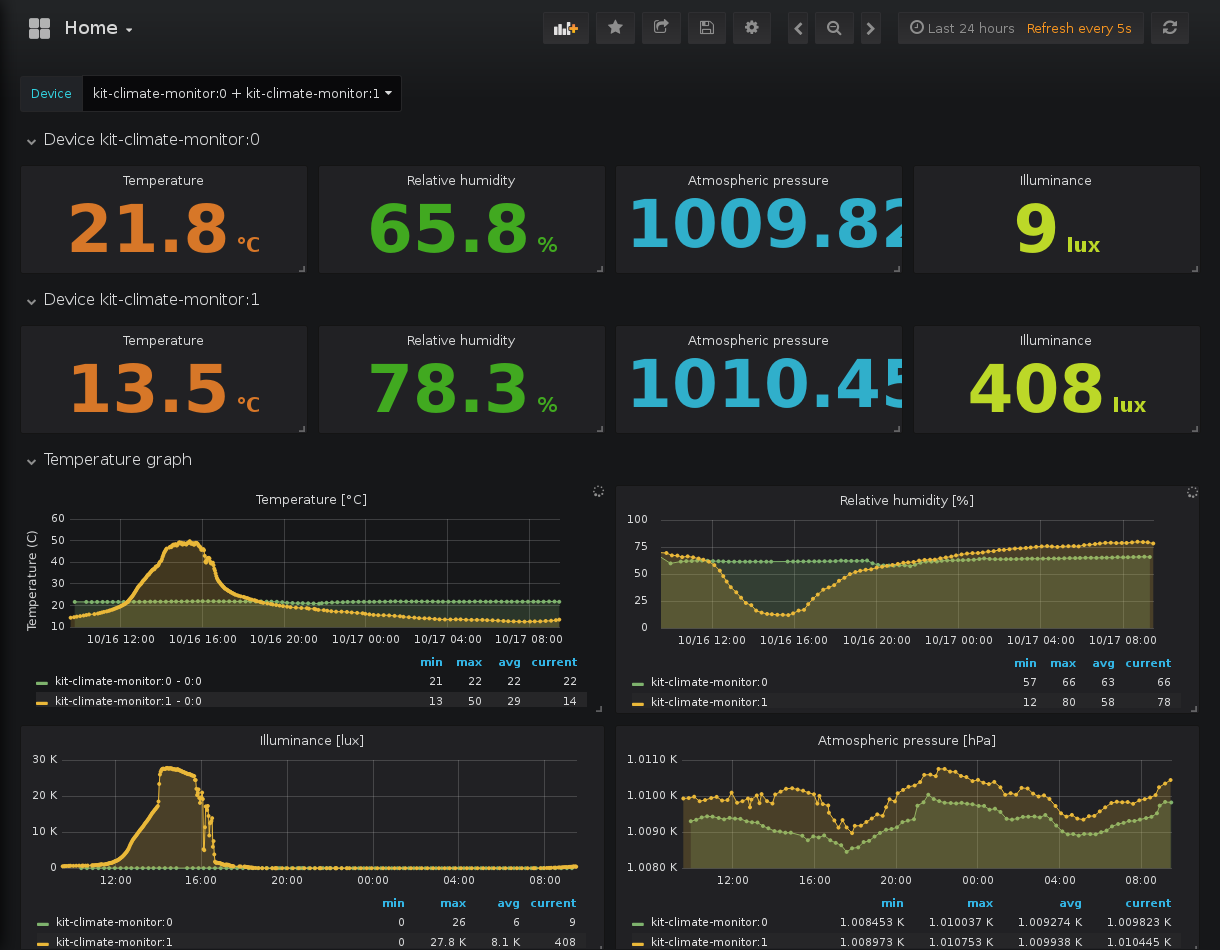 Home
Last 24 hours Refresh every 5s
Device kit-climate-monitor:0 + kit-climate-monitor:1
Device kit-climate-monitor:0
Temperature Relative humidity Atmospheric pressure Illuminance
21.8 °C 65.8 % 1009.82 9 lux
Device kit-climate-monitor:1
Temperature Relative humidity Atmospheric pressure Illuminance
13.5 °C 78.3 % 1010.45 408 lux
Temperature graph
Temperature [°C]
Temperature (C)
60
50
40
30
20
10
10/16 12:00 10/16 16:00 10/16 20:00 10/17 00:00 10/17 04:00 10/17 08:00
min max avg current
kit-climate-monitor:0 - 0:0 21 22 22 22
kit-climate-monitor:1 - 0:0 13 50 29 14
Relative humidity [%]
100
75
50
25
0
10/16 12:00 10/16 16:00 10/16 20:00 10/17 00:00 10/17 04:00 10/17 08:00
min max avg current
kit-climate-monitor:0 57 66 63 66
kit-climate-monitor:1 12 80 58 78
Illuminance [lux]
30 K
20 K
10 K
0
12:00 16:00 20:00 00:00 04:00 08:00
min max avg current
kit-climate-monitor:0 0 26 6 9
kit-climate-monitor:1 0 27.8 K 8.1 K 408
Atmospheric pressure [hPa]
1.0110 K
1.0100 K
1.0090 K
1.0080 K
12:00 16:00 20:00 00:00 04:00 08:00
min max avg current
kit-climate-monitor:0 1.008453 K 1.010037 K 1.009274 K 1.009823 K
kit-climate-monitor:1 1.008973 K 1.010753 K 1.009938 K 1.010445 K